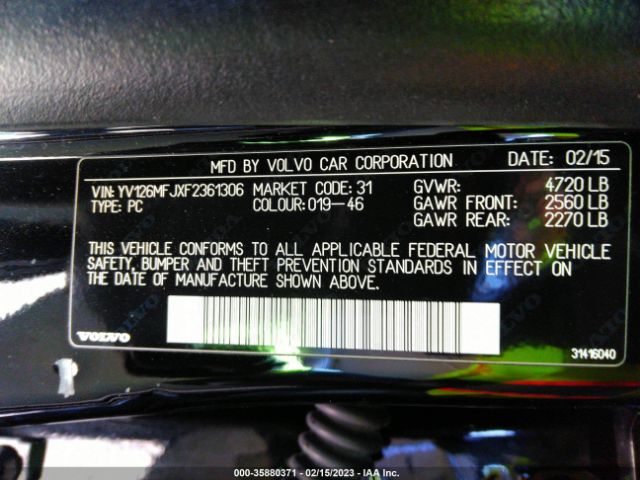 MFD BY VOLVO CAR CORPORATION DATE: 02/15
VIN: YV126MFJXF2361306 MARKET CODE: 31 GVWR: 4720 LB
TYPE: PC COLOUR: 019-46 GAWR FRONT: 2560 LB
GAWR REAR: 2270 LB
THIS VEHICLE CONFORMS TO ALL APPLICABLE FEDERAL MOTOR VEHICLE
SAFETY, BUMPER AND THEFT PREVENTION STANDARDS IN EFFECT ON
THE DATE OF MANUFACTURE SHOWN ABOVE.
VOLVO
31416040
000-35880371 - 02/15/2023 - IAA Inc.